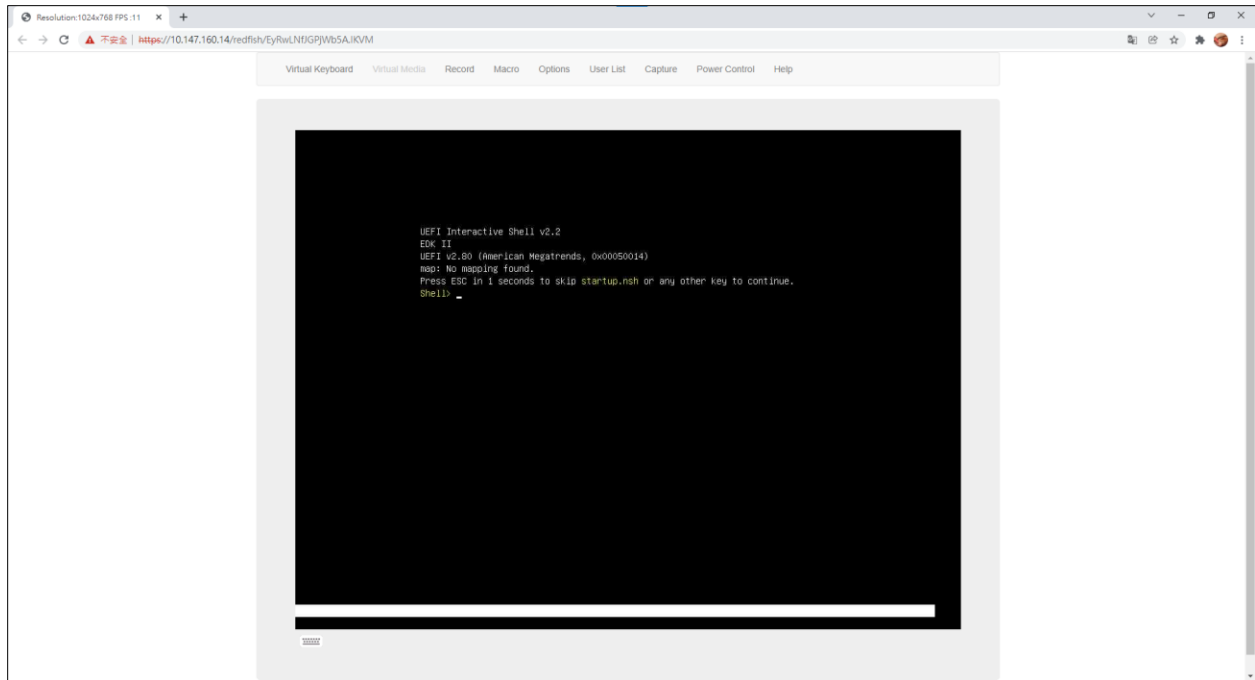 Resolution:1024x768 FPS :11
不安全 | https://10.147.160.14/redfish/EyRwLNfJGPJWb5A.IKVM
Virtual Keyboard Virtual Media Record Macro Options User List Capture Power Control Help
UEFI Interactive Shell v2.2
EDK II
UEFI v2.80 (American Megatrends, 0x00050014)
map: No mapping found.
Press ESC in 1 seconds to skip startup.nsh or any other key to continue.
Shell> _